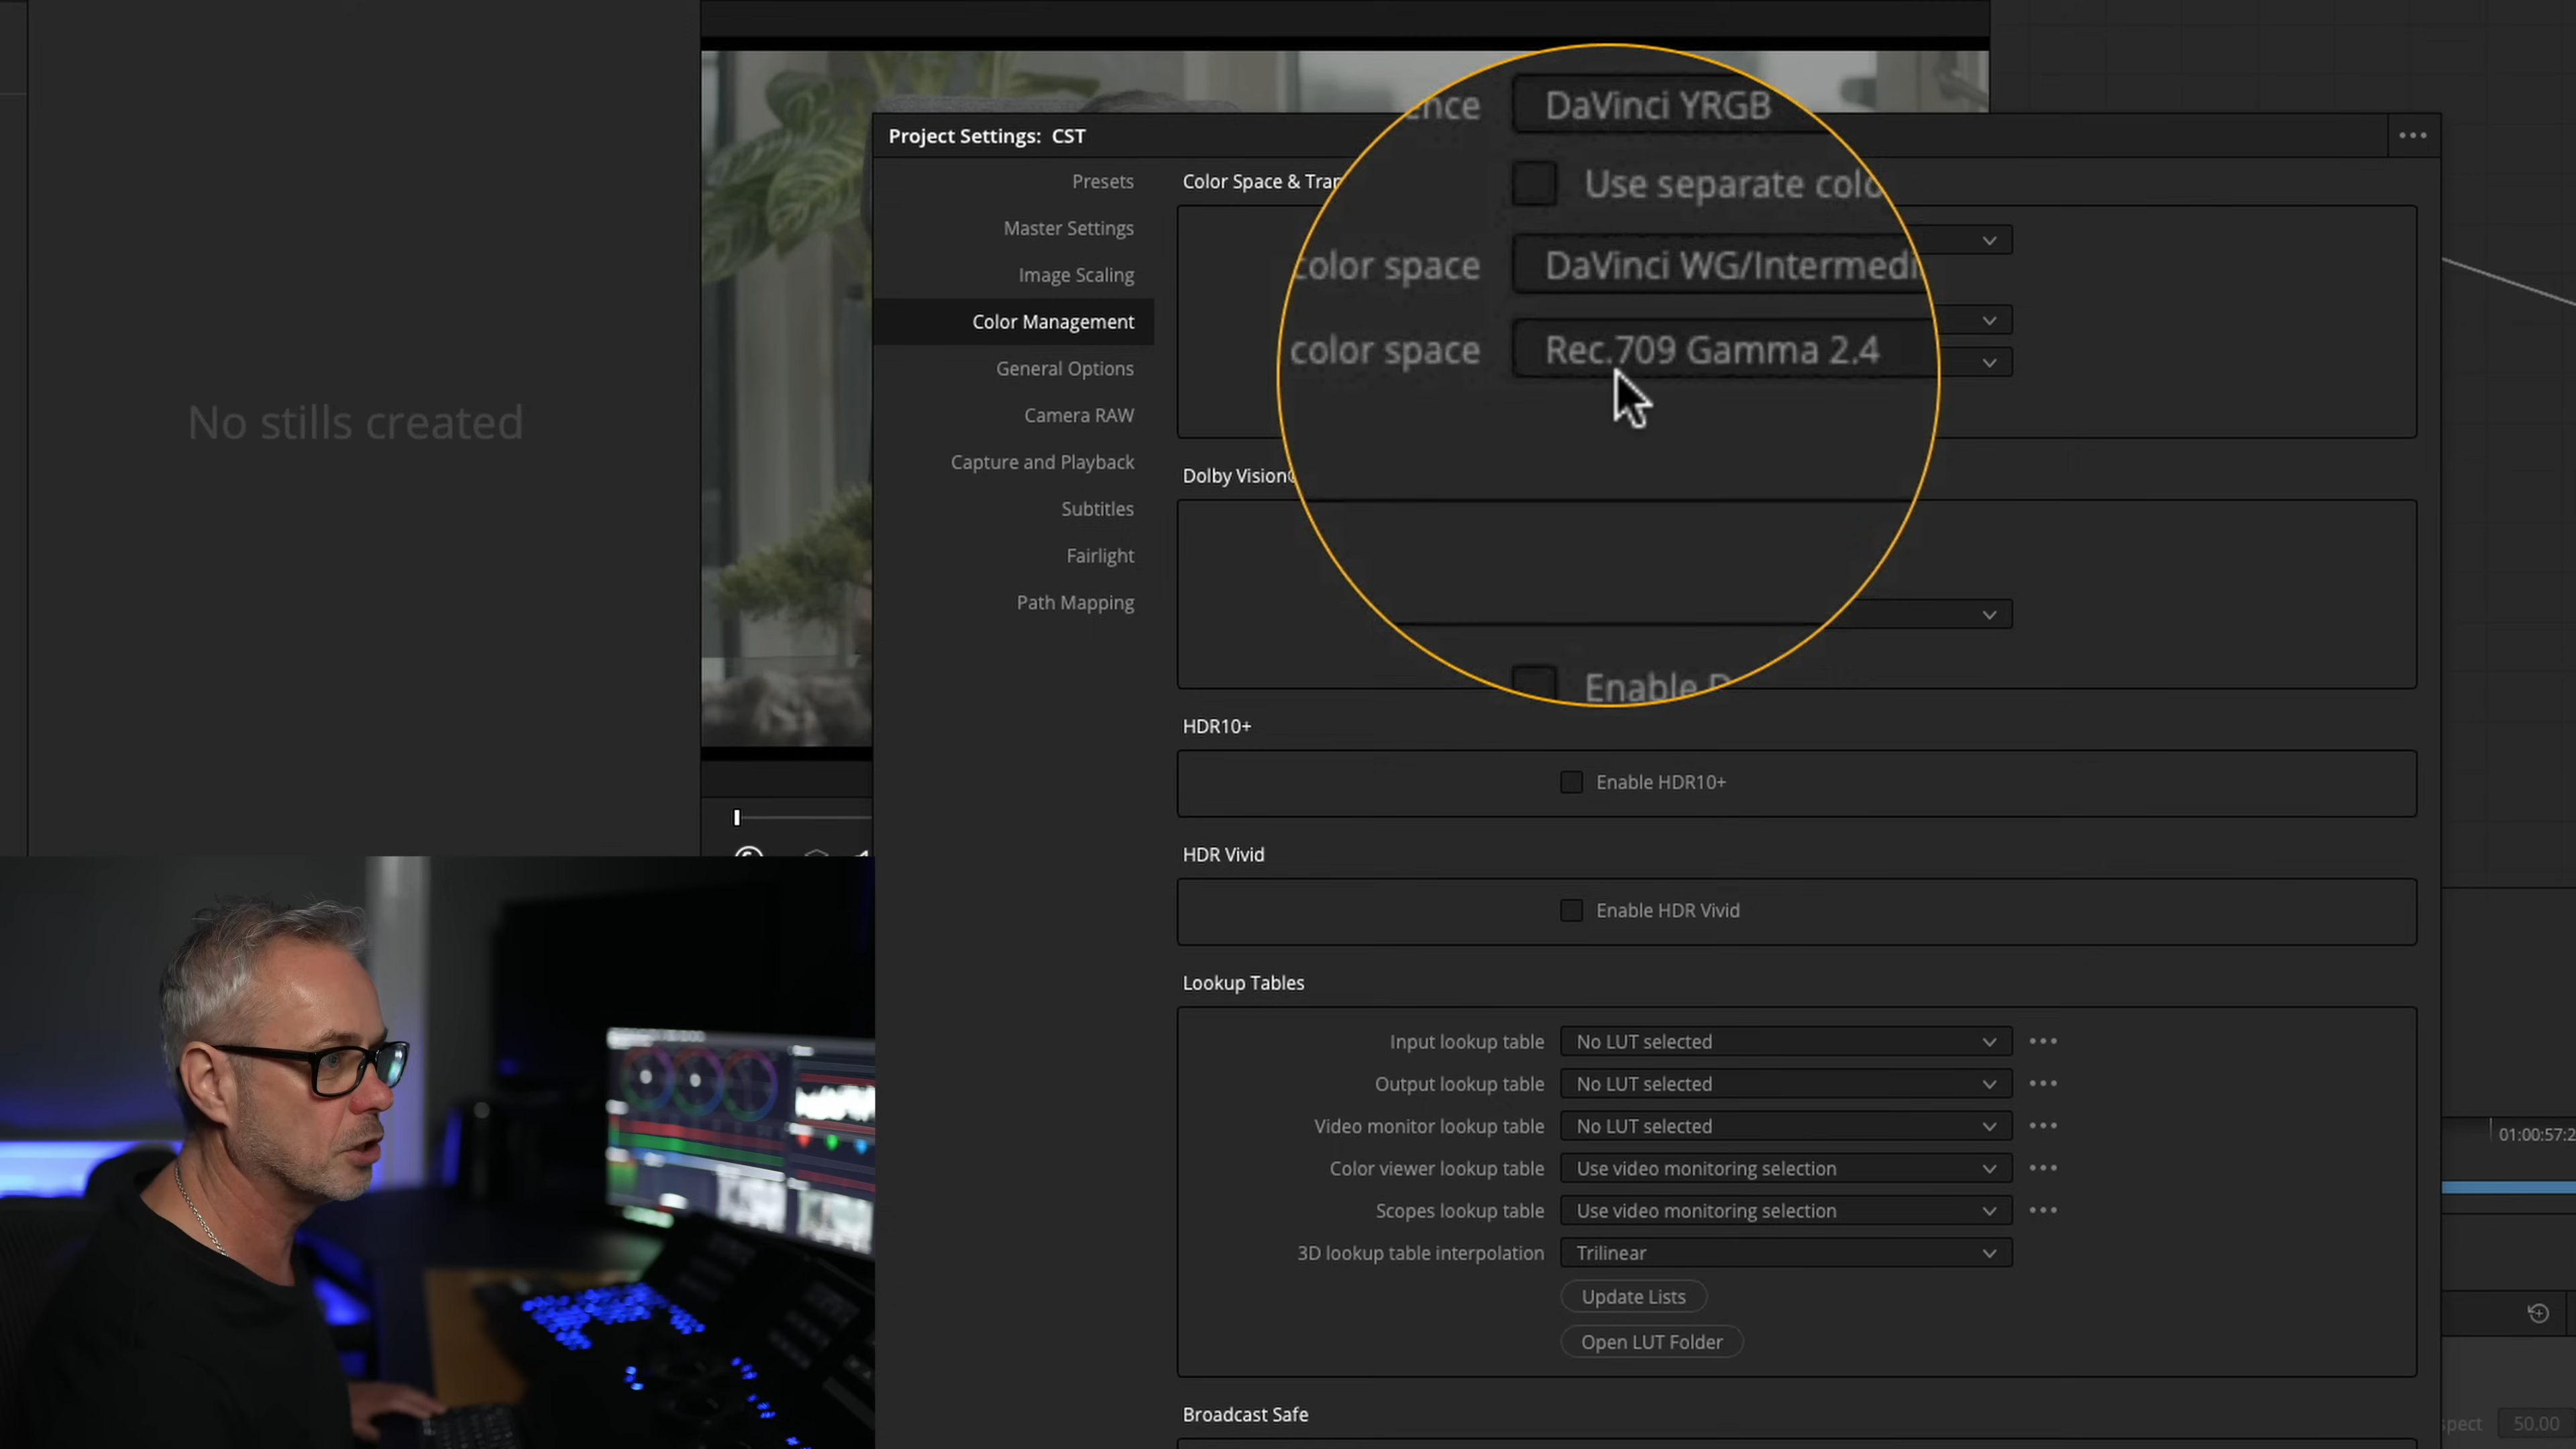 Project Settings: CST
Presets
Master Settings
Image Scaling
Color Management
General Options
Camera RAW
Capture and Playback
Subtitles
Fairlight
Path Mapping
No stills created
Color Space &
DaVinci YRGB
Use separate
color space DaVinci WG/
color space Rec.709 Gamma 2.4
Dolby Vision
Enable
HDR10+
Enable HDR10+
HDR Vivid
Enable HDR Vivid
Lookup Tables
Input lookup table No LUT selected
Output lookup table No LUT selected
Video monitor lookup table No LUT selected
Color viewer lookup table Use video monitoring selection
Scopes lookup table Use video monitoring selection
3D lookup table interpolation Trilinear
Update Lists
Open LUT Folder
Broadcast Safe
01:00:57:2
50.00